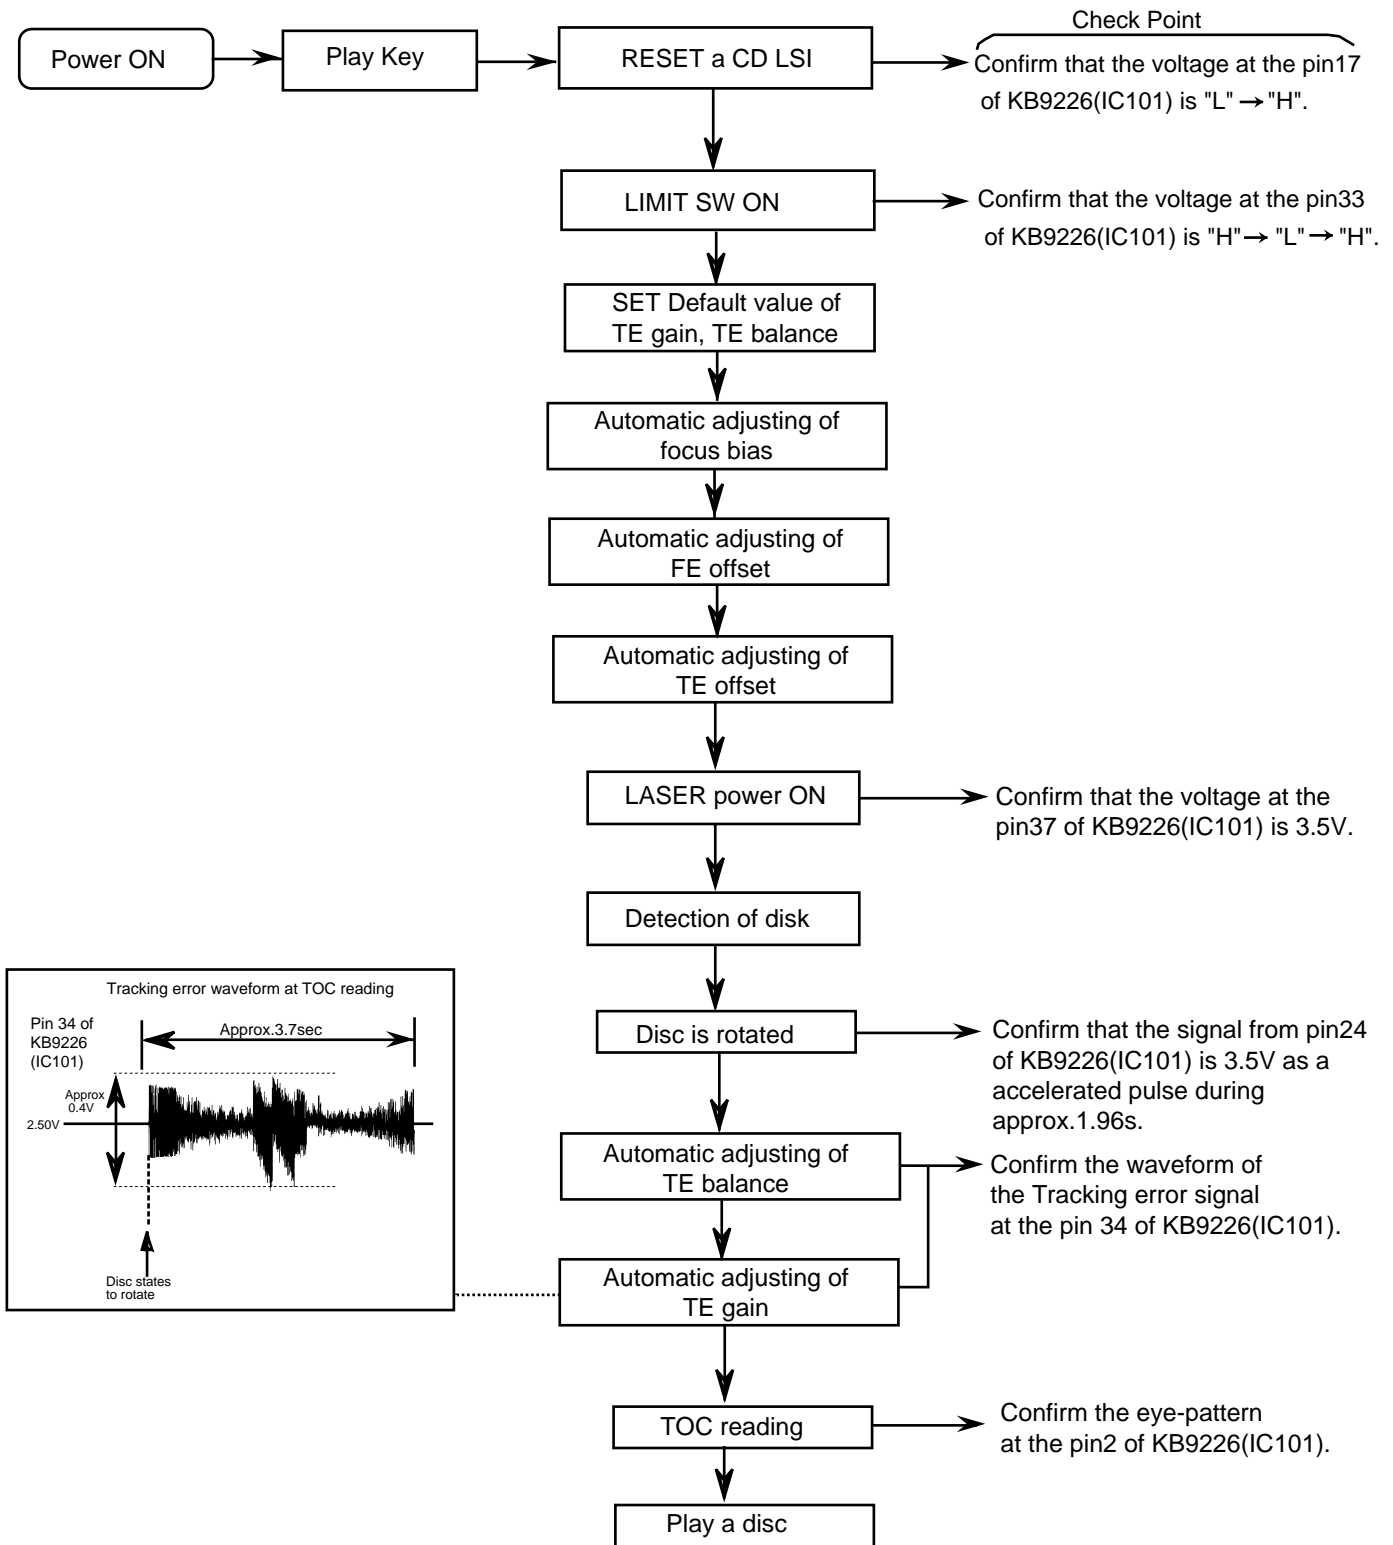 Check Point
Power ON
Play Key
RESET a CD LSI
Confirm that the voltage at the pin17
of KB9226(IC101) is "L" → "H".
LIMIT SW ON
Confirm that the voltage at the pin33
of KB9226(IC101) is "H" → "L" → "H".
SET Default value of
TE gain, TE balance
Automatic adjusting of
focus bias
Automatic adjusting of
FE offset
Automatic adjusting of
TE offset
LASER power ON
Confirm that the voltage at the
pin37 of KB9226(IC101) is 3.5V.
Detection of disk
Tracking error waveform at TOC reading
Pin 34 of
KB9226
(IC101)
Approx.3.7sec
Approx
0.4V
2.50V
Disc states
to rotate
Disc is rotated
Confirm that the signal from pin24
of KB9226(IC101) is 3.5V as a
accelerated pulse during
approx.1.96s.
Automatic adjusting of
TE balance
Confirm the waveform of
the Tracking error signal
at the pin 34 of KB9226(IC101).
Automatic adjusting of
TE gain
TOC reading
Confirm the eye-pattern
at the pin2 of KB9226(IC101).
Play a disc